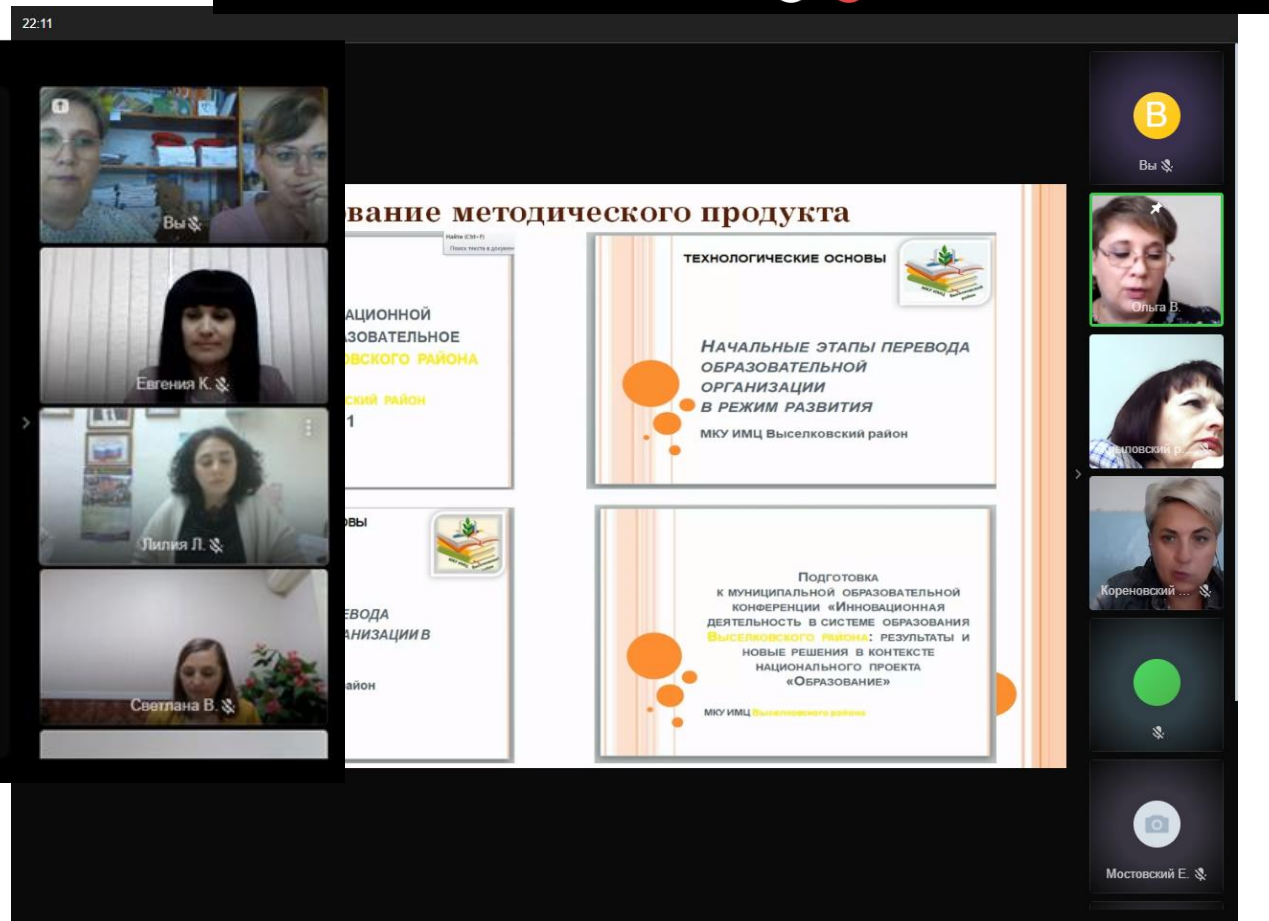 22:11
Вы
Евгения К.
Лилия Л.
Светлана В.
ование методического продукта
Найти (Ctrl+F)
Поиск текста в докумен
АЦИОННОЙ
АЗОВАТЕЛЬНОЕ
ОВСКОГО РАЙОНА
СКИЙ РАЙОН
1
ТЕХНОЛОГИЧЕСКИЕ ОСНОВЫ
НАЧАЛЬНЫЕ ЭТАПЫ ПЕРЕВОДА
ОБРАЗОВАТЕЛЬНОЙ
ОРГАНИЗАЦИИ
В РЕЖИМ РАЗВИТИЯ
МКУ ИМЦ Выселковский район
ОВЫ
ЕВОДА
АНИЗАЦИИ В
айон
ПОДГОТОВКА
К МУНИЦИПАЛЬНОЙ ОБРАЗОВАТЕЛЬНОЙ
КОНФЕРЕНЦИИ «ИННОВАЦИОННАЯ
ДЕЯТЕЛЬНОСТЬ В СИСТЕМЕ ОБРАЗОВАНИЯ
ВЫСЕЛКОВСКОГО РАЙОНА: РЕЗУЛЬТАТЫ И
НОВЫЕ РЕШЕНИЯ В КОНТЕКСТЕ
НАЦИОНАЛЬНОГО ПРОЕКТА
«ОБРАЗОВАНИЕ»
МКУ ИМЦ Выселковского района
В
Вы
Ольга В.
ыловский р...
Кореновский ...
Мостовский Е.